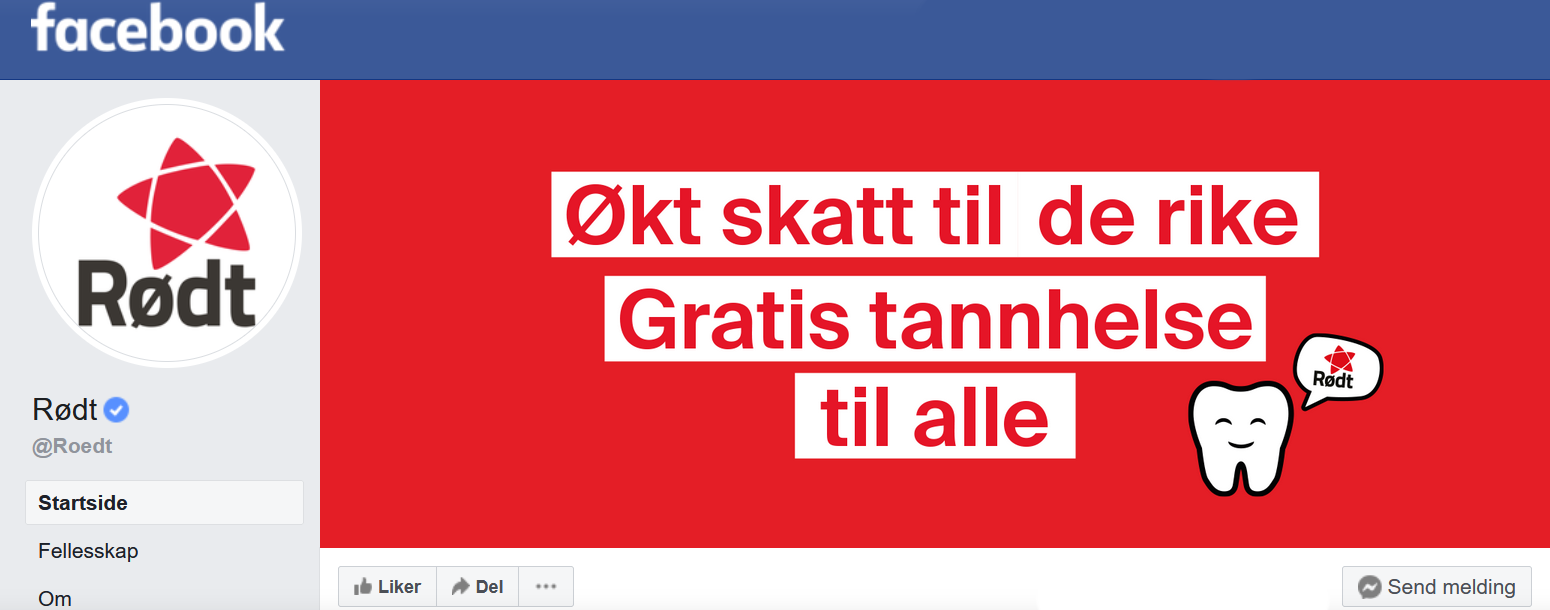 facebook
Rødt
Rødt
@Roedt
Startside
Fellesskap
Om
Økt skatt til de rike
Gratis tannhelse
til alle
Rødt
Liker
Del
Send melding